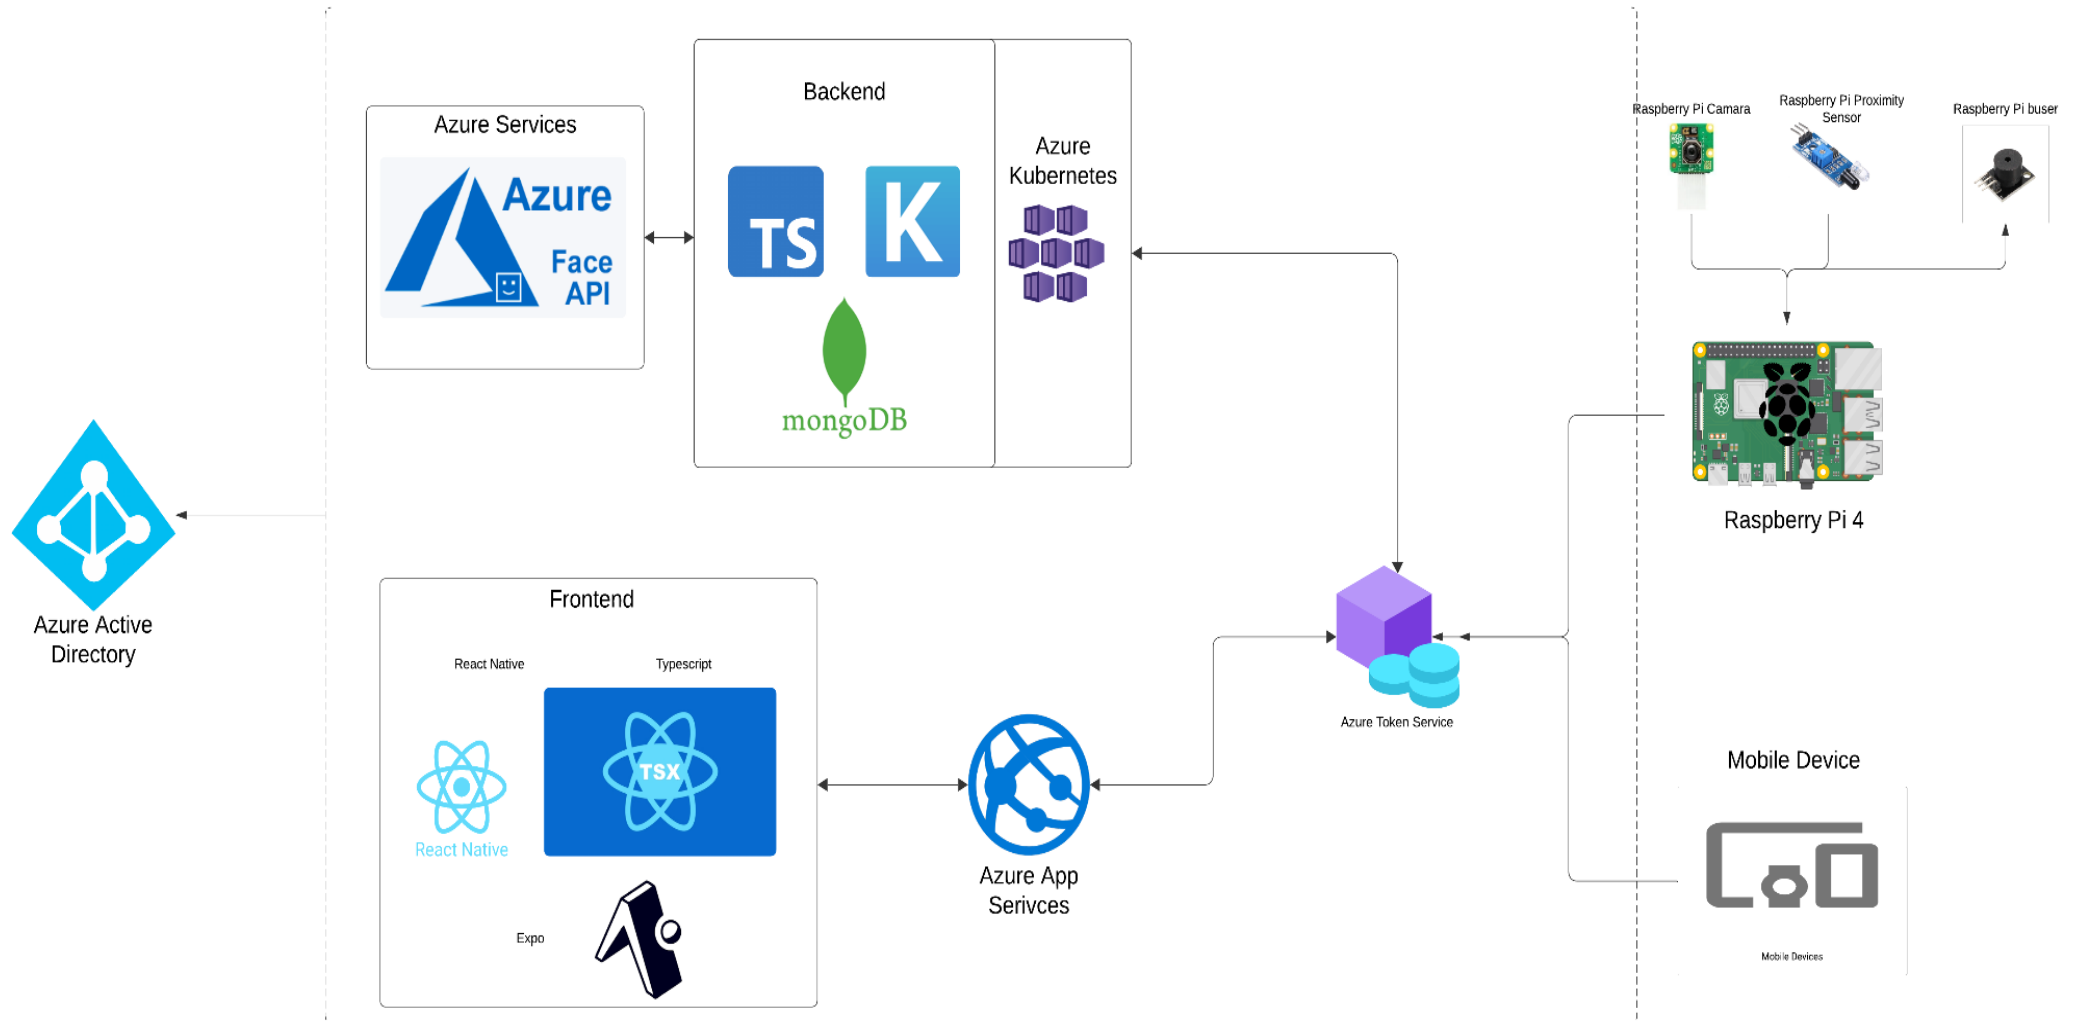 Azure Services
Azure
Face
API
Backend
TS
K
mongoDB
Azure
Kubernetes
Raspberry Pi Camara
Raspberry Pi Proximity
Sensor
Raspberry Pi buser
Raspberry Pi 4
Azure Active
Directory
Frontend
React Native
Typescript
TSX
React Native
Expo
Azure App
Serivces
Azure Token Service
Mobile Device
Mobile Devices